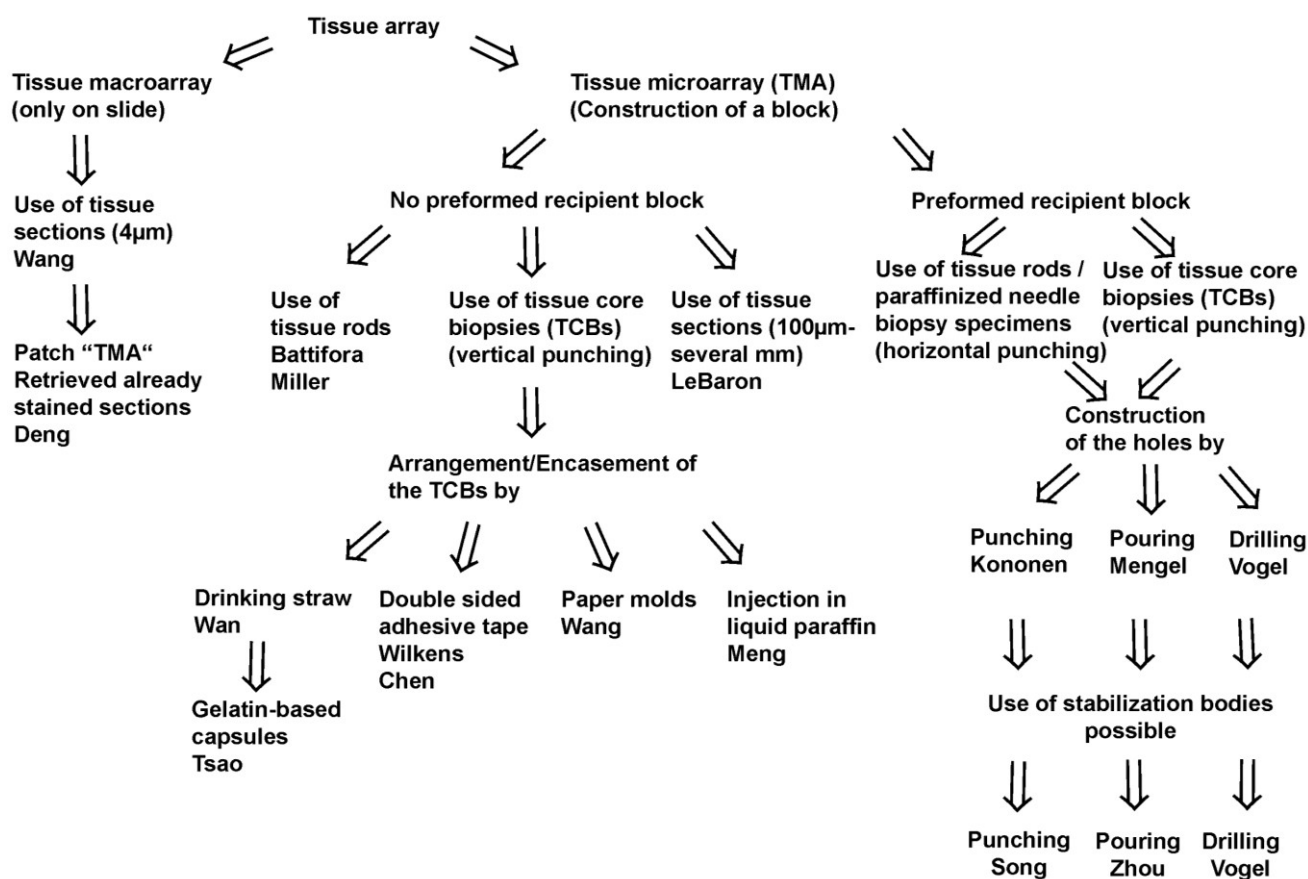 Tissue array
Tissue macroarray
(only on slide)
Tissue microarray (TMA)
(Construction of a block)
Use of tissue
sections (4µm)
Wang
No preformed recipient block
Preformed recipient block
Patch “TMA“
Retrieved already
stained sections
Deng
Use of
tissue rods
Battifora
Miller
Use of tissue core
biopsies (TCBs)
(vertical punching)
Use of tissue
sections (100µm-
several mm)
LeBaron
Use of tissue rods /
paraffinized needle
biopsy specimens
(horizontal punching)
Use of tissue core
biopsies (TCBs)
(vertical punching)
Arrangement/Encasement of
the TCBs by
Construction
of the holes by
Drinking straw
Wan
Double sided
adhesive tape
Wilkens
Chen
Paper molds
Wang
Injection in
liquid paraffin
Meng
Punching
Kononen
Pouring
Mengel
Drilling
Vogel
Gelatin-based
capsules
Tsao
Use of stabilization bodies
possible
Punching
Song
Pouring
Zhou
Drilling
Vogel